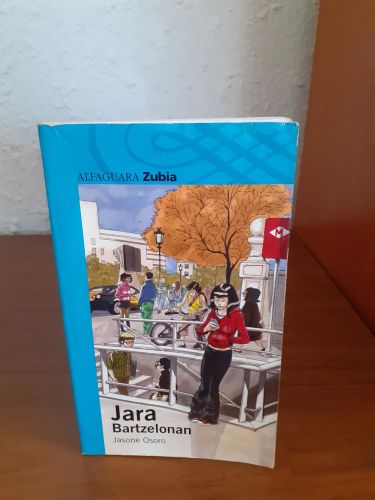 ALFAGUARA Zubia
M
Jara
Bartzelonan
Jasone Osoro